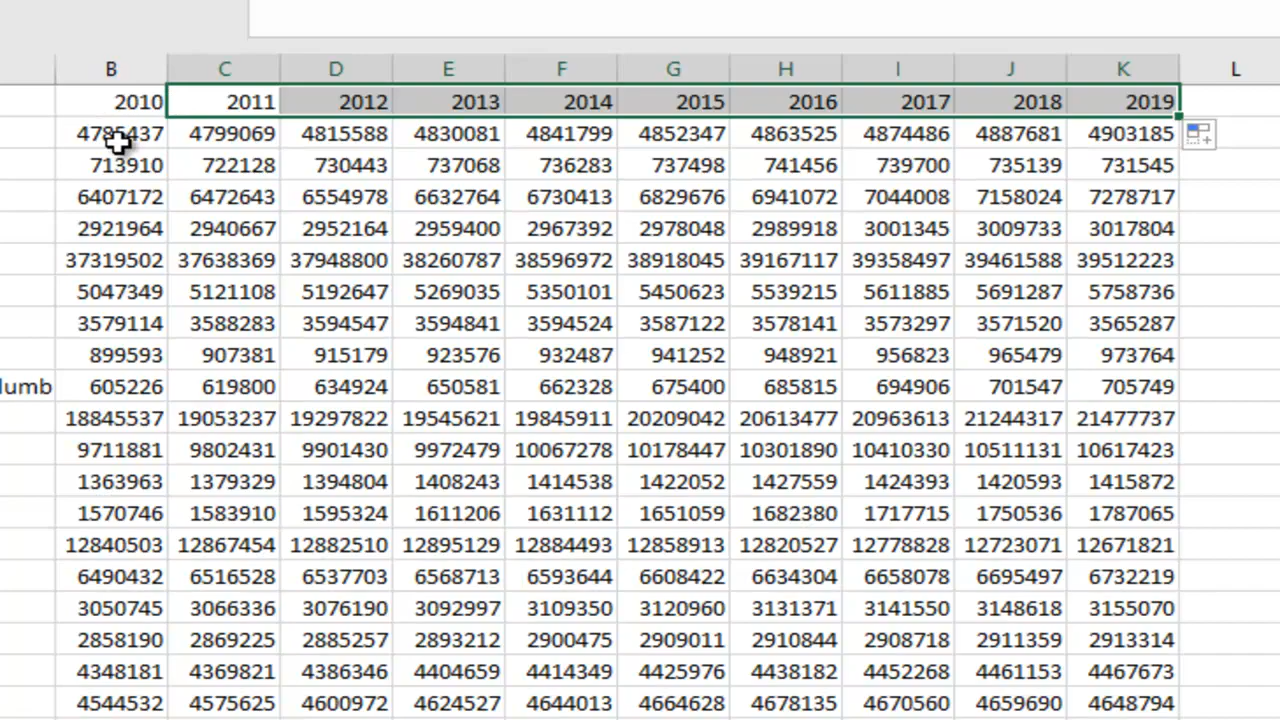 B C D E F G H I J K L
2010 2011 2012 2013 2014 2015 2016 2017 2018 2019
4799069 4815588 4830081 4841799 4852347 4863525 4874486 4887681 4903185
713910 722128 730443 737068 736283 737498 741456 739700 735139 731545
6407172 6472643 6554978 6632764 6730413 6829676 6941072 7044008 7158024 7278717
2921964 2940667 2952164 2959400 2967392 2978048 2989918 3001345 3009733 3017804
37319502 37638369 37948800 38260787 38596972 38918045 39167117 39358497 39461588 39512223
5047349 5121108 5192647 5269035 5350101 5450623 5539215 5611885 5691287 5758736
3579114 3588283 3594547 3594841 3594524 3587122 3578141 3573297 3571520 3565287
899593 907381 915179 923576 932487 941252 948921 956823 965479 973764
lumb 605226 619800 634924 650581 662328 675400 685815 694906 701547 705749
18845537 19053237 19297822 19545621 19845911 20209042 20613477 20963613 21244317 21477737
9711881 9802431 9901430 9972479 10067278 10178447 10301890 10410330 10511131 10617423
1363963 1379329 1394804 1408243 1414538 1422052 1427559 1424393 1420593 1415872
1570746 1583910 1595324 1611206 1631112 1651059 1682380 1717715 1750536 1787065
12840503 12867454 12882510 12895129 12884493 12858913 12820527 12778828 12723071 12671821
6490432 6516528 6537703 6568713 6593644 6608422 6634304 6658078 6695497 6732219
3050745 3066336 3076190 3092997 3109350 3120960 3131371 3141550 3148618 3155070
2858190 2869225 2885257 2893212 2900475 2909011 2910844 2908718 2911359 2913314
4348181 4369821 4386346 4404659 4414349 4425976 4438182 4452268 4461153 4467673
4544532 4575625 4600972 4624527 4644013 4664628 4678135 4670560 4659690 4648794